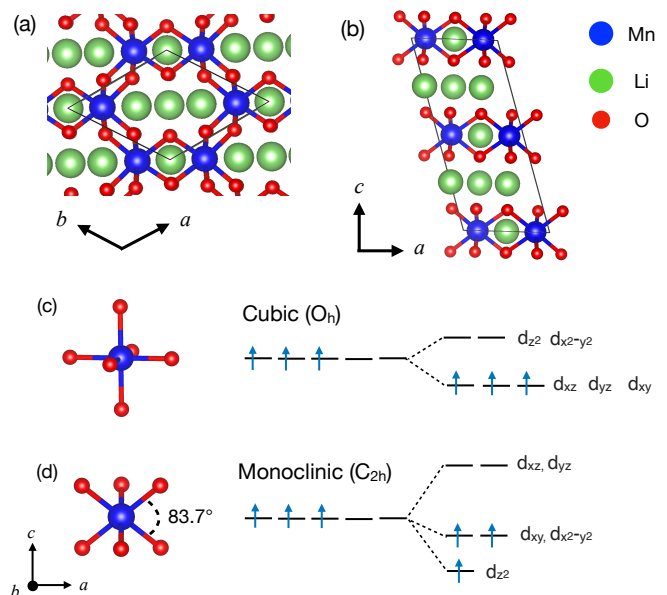 (a)
b
a
(b)
c
a
Mn
Li
O
(c)
Cubic (Oh)
dz2 dx2-y2
dxz dyz dxy
(d)
83.7°
c
b
a
Monoclinic (C2h)
dxz, dyz
dxy, dx2-y2
dz2